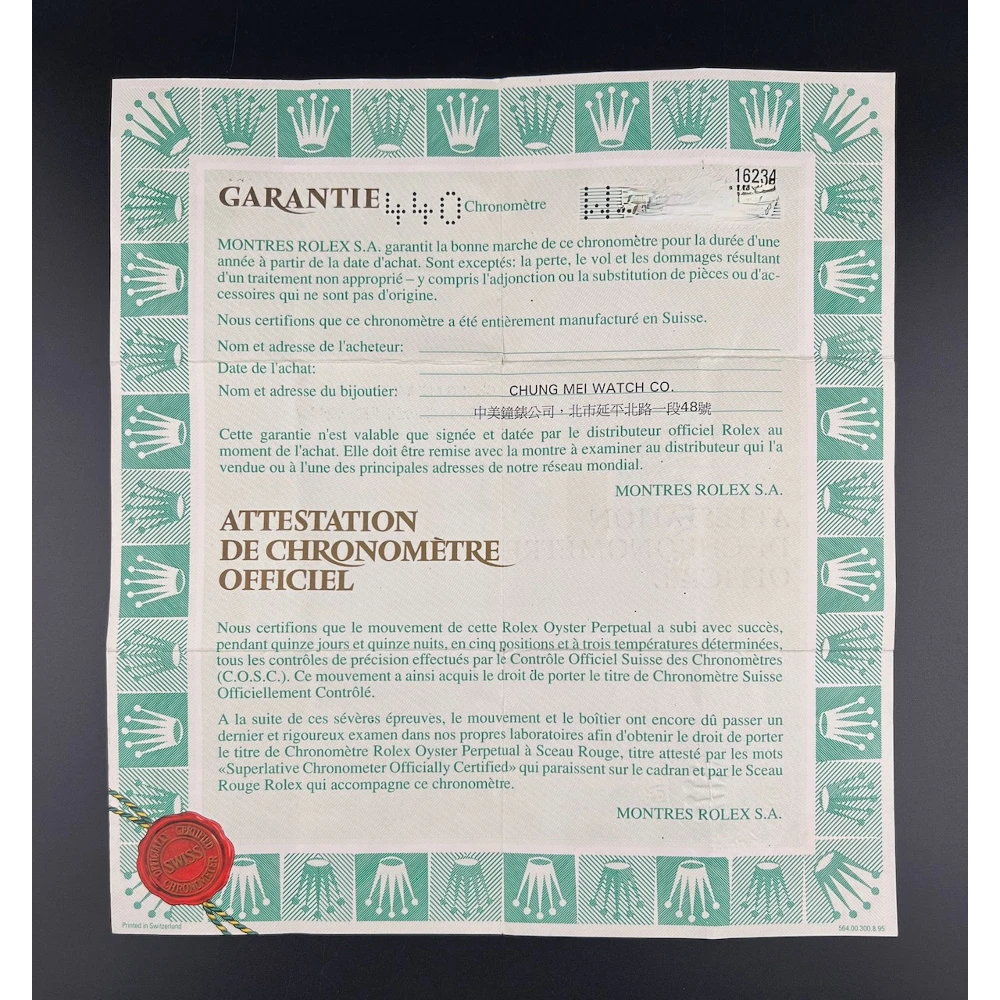 GARANTIE 440 Chronomètre
16234
MONTRES ROLEX S.A. garantit la bonne marche de ce chronomètre pour la durée d'une
année à partir de la date d'achat. Sont exceptés: la perte, le vol et les dommages résultant
d'un traitement non approprié – y compris l'adjonction ou la substitution de pièces ou d'ac-
cessoires qui ne sont pas d'origine.
Nous certifions que ce chronomètre a été entièrement manufacturé en Suisse.
Nom et adresse de l'acheteur:
Date de l'achat:
Nom et adresse du bijoutier: CHUNG MEI WATCH CO.
中美鐘錶公司，北市延平北路一段48號
Cette garantie n'est valable que signée et datée par le distributeur officiel Rolex au
moment de l'achat. Elle doit être remise avec la montre à examiner au distributeur qui l'a
vendue ou à l'une des principales adresses de notre réseau mondial.
MONTRES ROLEX S.A.
ATTESTATION
DE CHRONOMÈTRE
OFFICIEL
Nous certifions que le mouvement de cette Rolex Oyster Perpetual a subi avec succès,
pendant quinze jours et quinze nuits, en cinq positions et à trois températures déterminées,
tous les contrôles de précision effectués par le Contrôle Officiel Suisse des Chronomètres
(C.O.S.C.). Ce mouvement a ainsi acquis le droit de porter le titre de Chronomètre Suisse
Officiellement Contrôlé.
A la suite de ces sévères épreuves, le mouvement et le boîtier ont encore dû passer un
dernier et rigoureux examen dans nos propres laboratoires afin d'obtenir le droit de porter
le titre de Chronomètre Rolex Oyster Perpetual à Sceau Rouge, titre attesté par les mots
«Superlative Chronometer Officially Certified» qui paraissent sur le cadran et par le Sceau
Rouge Rolex qui accompagne ce chronomètre.
MONTRES ROLEX S.A.
OFFICIALLY CERTIFIED
SWISS
CHRONOMETER
Printed in Switzerland
564.00.300.8.95